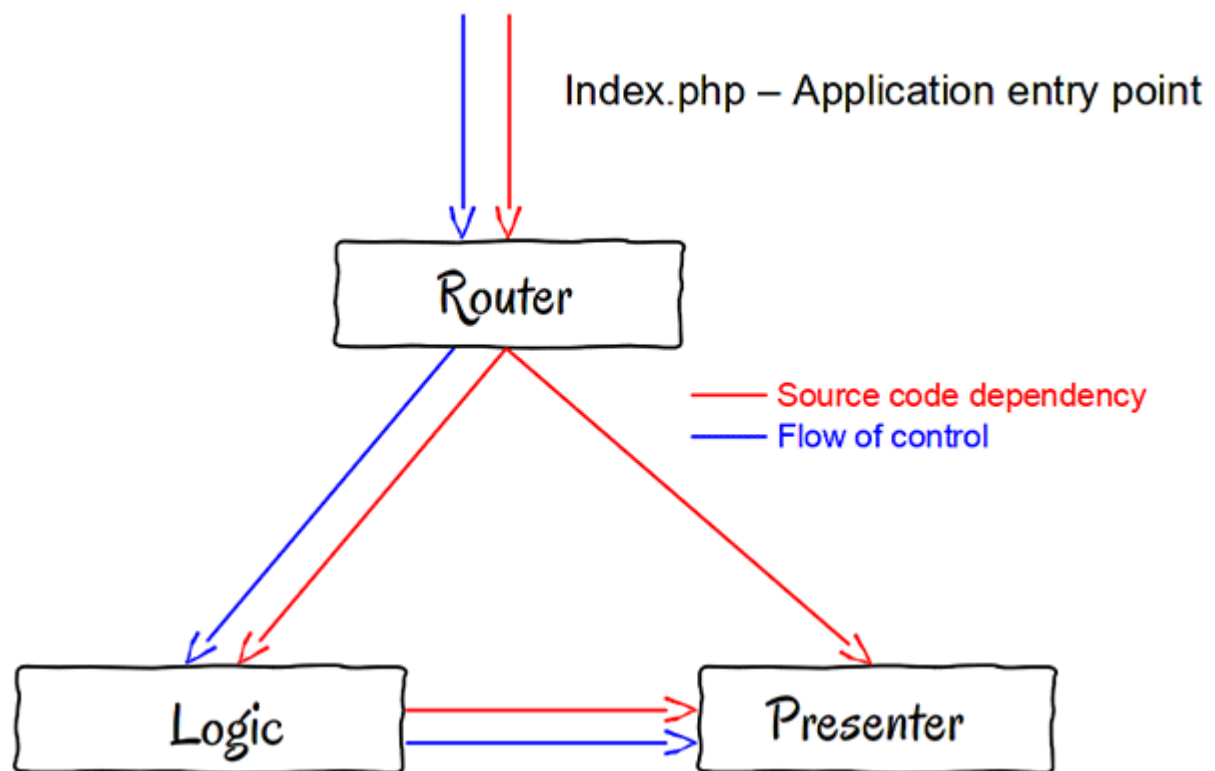 Index.php – Application entry point
Router
Source code dependency
Flow of control
Logic
Presenter